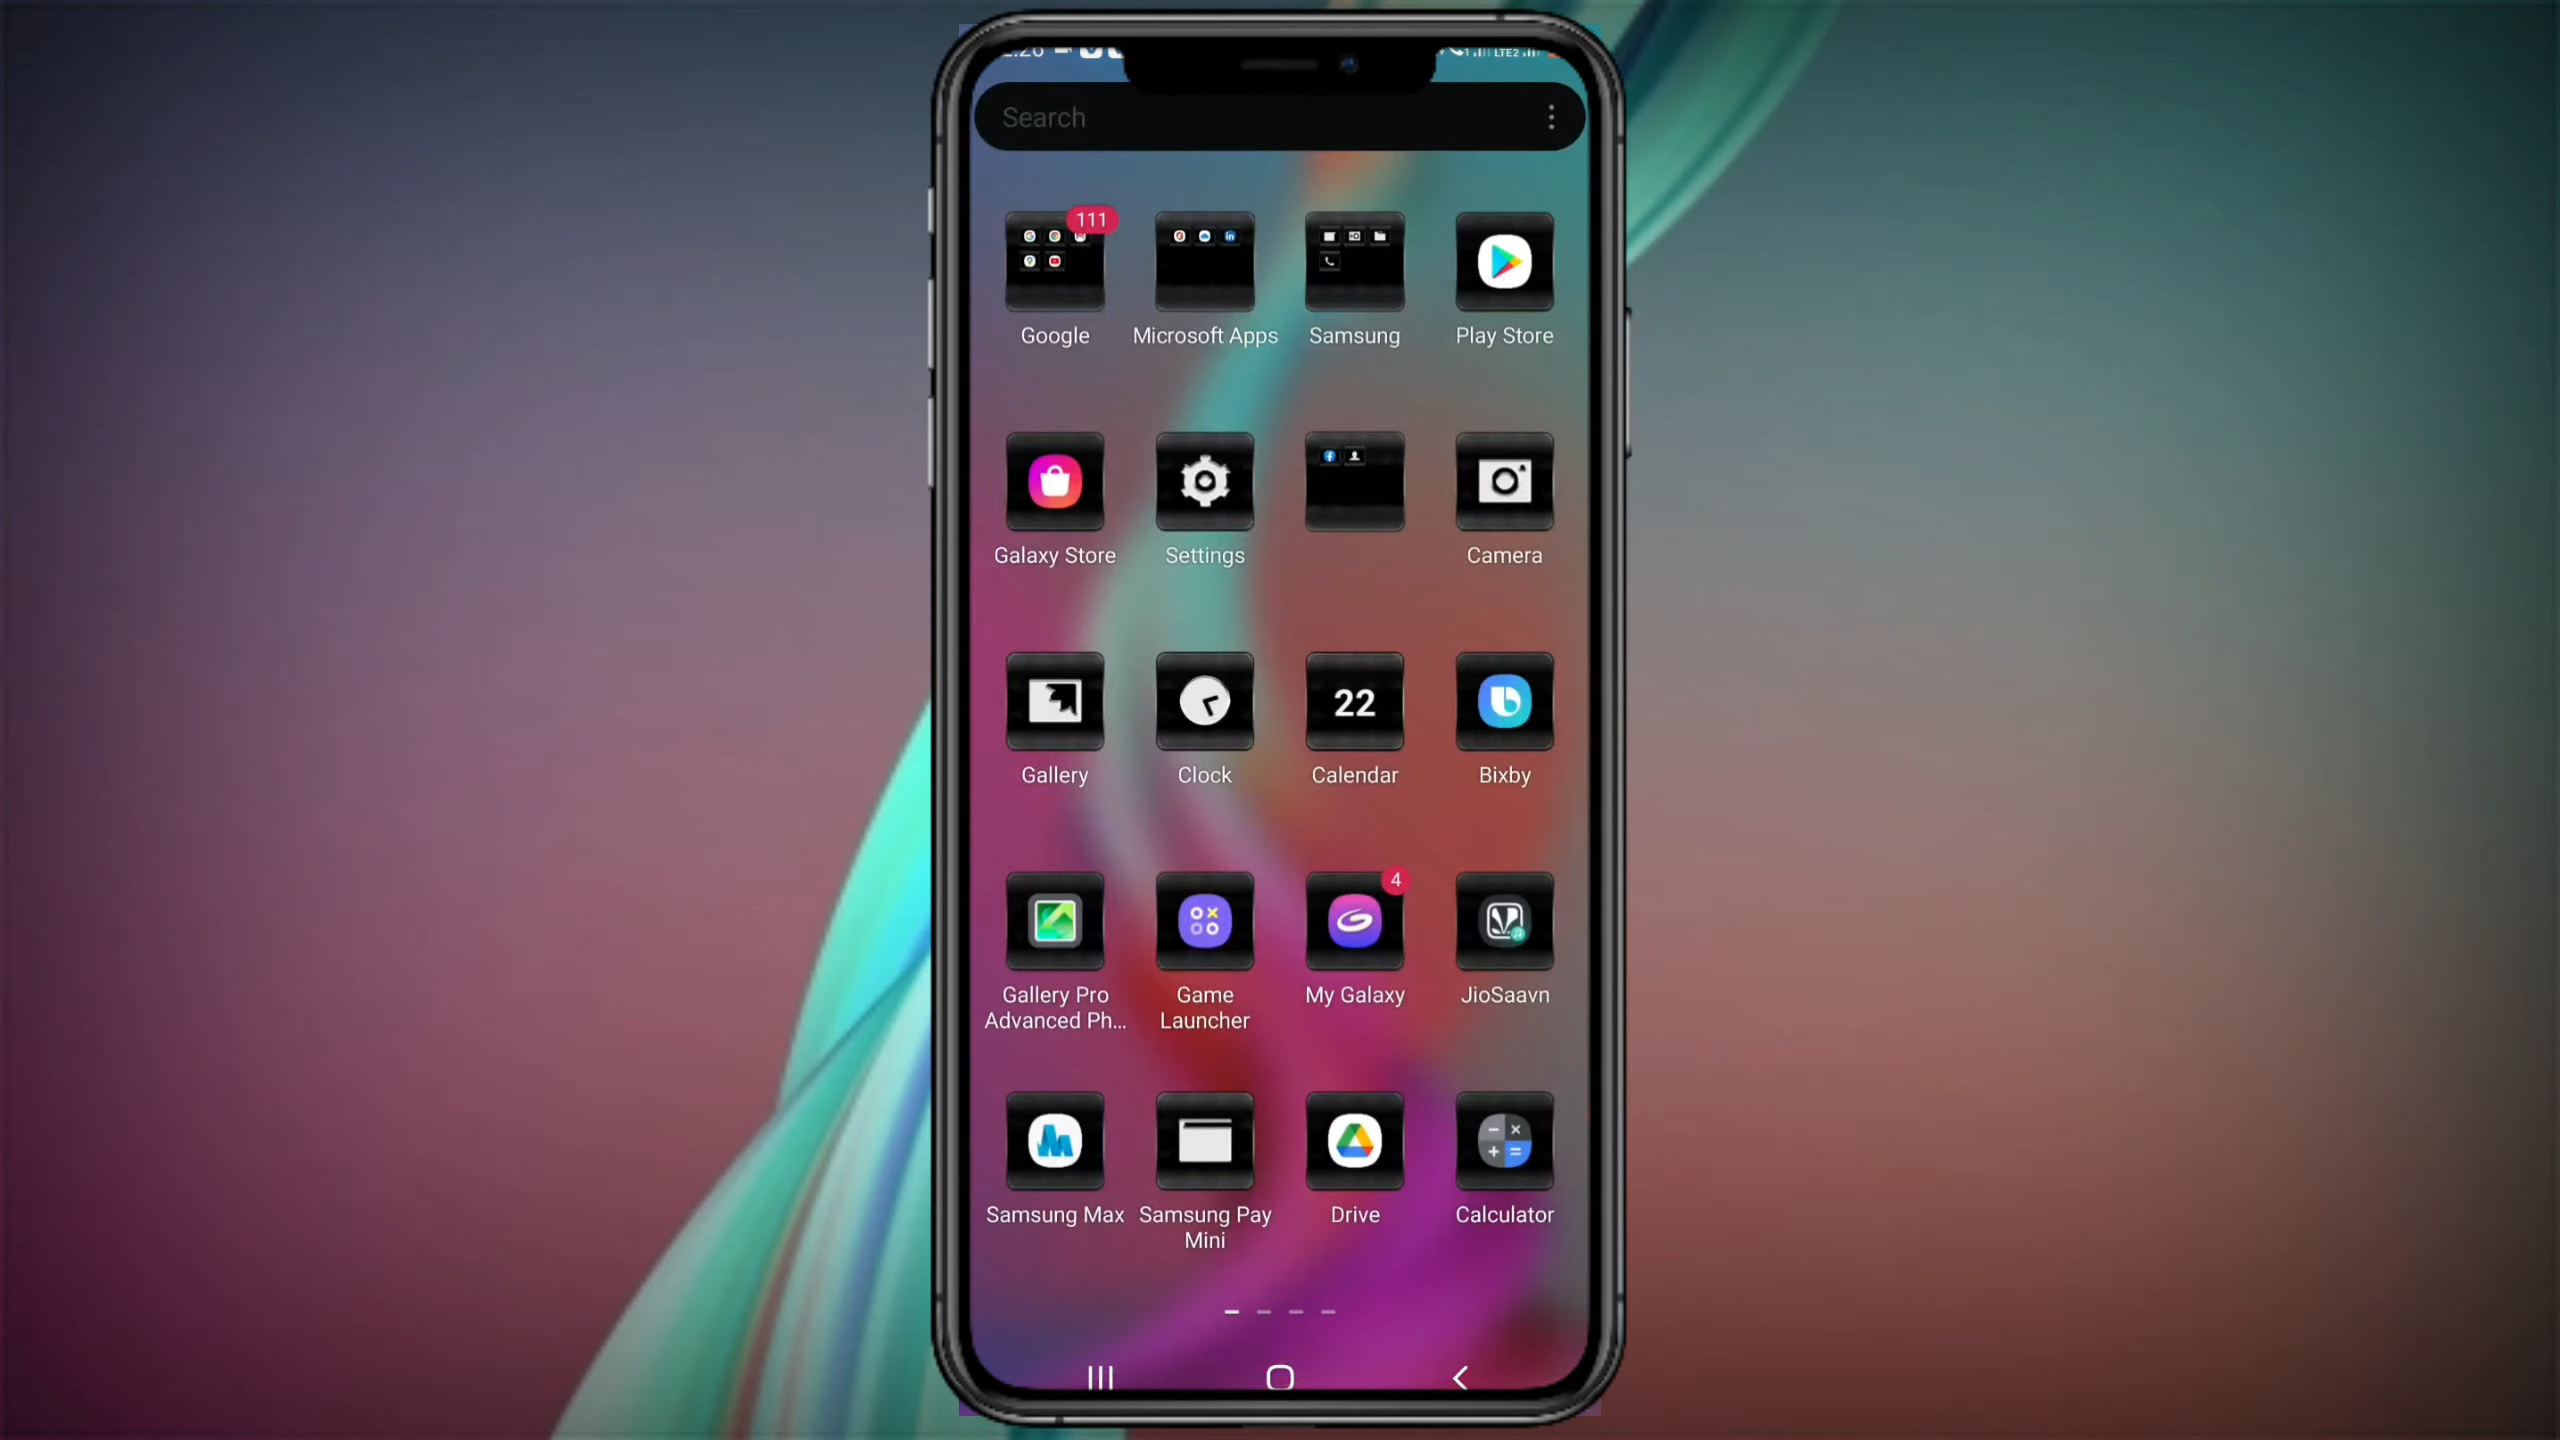 Search
111
Google
Microsoft Apps
Samsung
Play Store
Galaxy Store
Settings
Camera
22
Gallery
Clock
Calendar
Bixby
4
Gallery Pro
Advanced Ph...
Game
Launcher
My Galaxy
JioSaavn
Samsung Max
Samsung Pay
Mini
Drive
Calculator